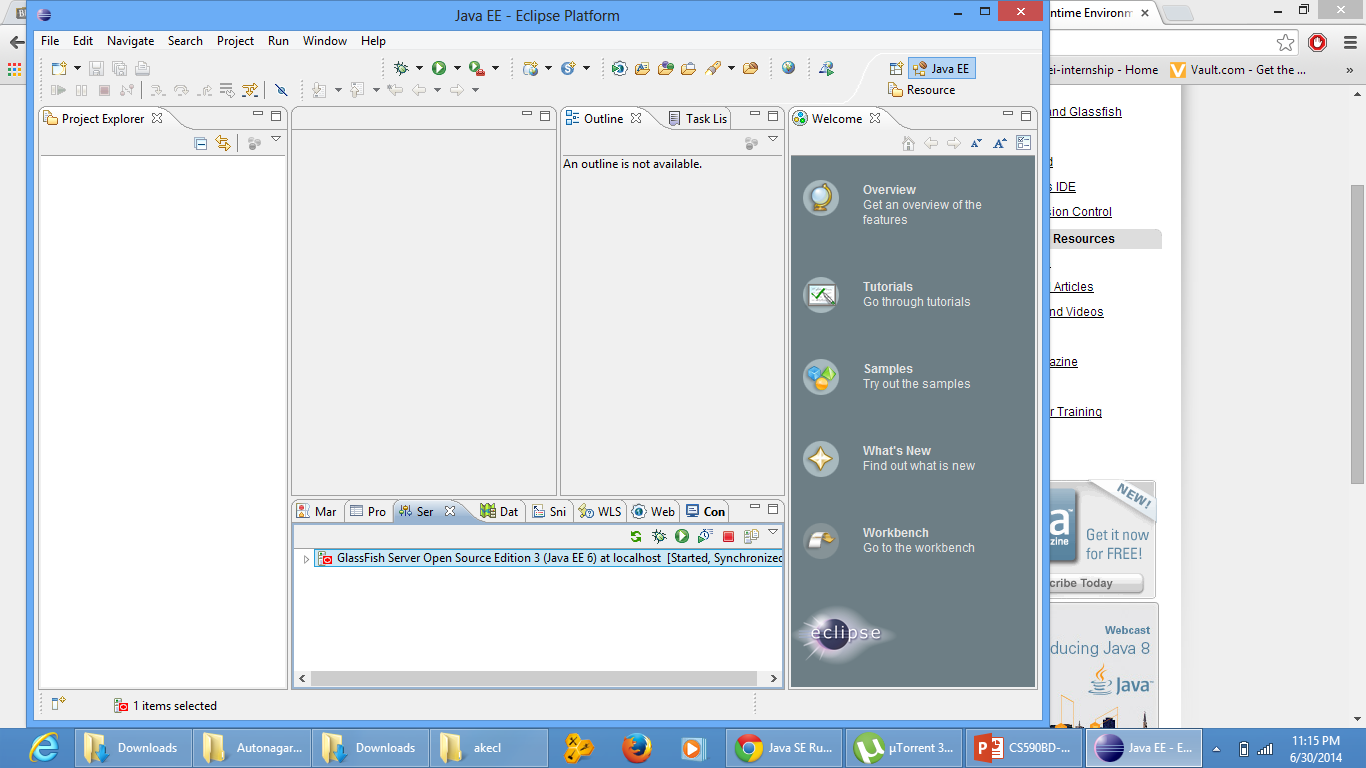 Java EE - Eclipse Platform
File Edit Navigate Search Project Run Window Help
Java EE
Resource
Project Explorer
Outline
Task Lis
An outline is not available.
Welcome
Overview
Get an overview of the
features
Tutorials
Go through tutorials
Samples
Try out the samples
What's New
Find out what is new
Workbench
Go to the workbench
eclipse
Mar Pro Ser Dat Sni WLS Web Con
GlassFish Server Open Source Edition 3 (Java EE 6) at localhost [Started, Synchronized
1 items selected
ntime Environm
ei-internship - Home
Vault.com - Get the ...
»
and Glassfish
s IDE
sion Control
Resources
Articles
nd Videos
azine
r Training
NEW!
a
zine
Get it now
for FREE!
cribe Today
Webcast
ducing Java 8
Java
Downloads
Autonagar...
Downloads
akecl
Java SE Ru...
µTorrent 3...
CS590BD-...
Java EE - E...
11:15 PM
6/30/2014